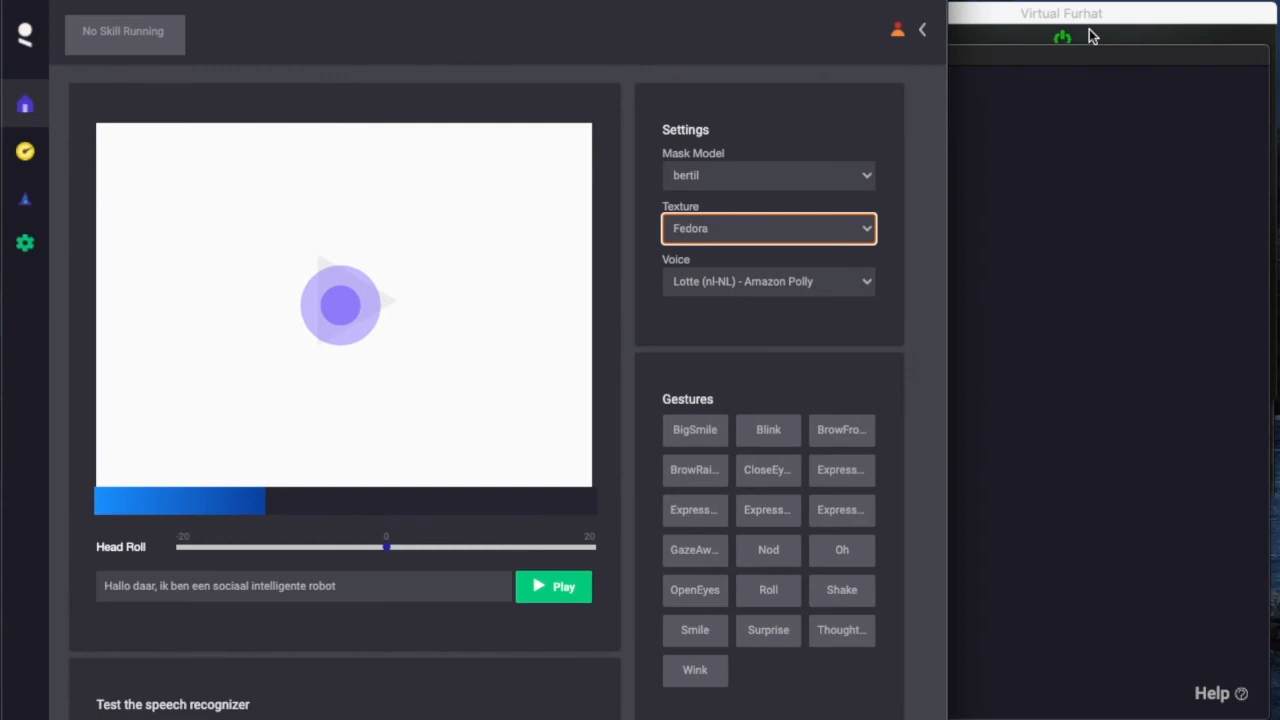 No Skill Running
Virtual Furhat
Settings
Mask Model
bertil
Texture
Fedora
Voice
Lotte (nl-NL) - Amazon Polly
Head Roll
-20
0
20
Hallo daar, ik ben een sociaal intelligente robot
Play
Gestures
BigSmile
Blink
BrowFro...
BrowRai...
CloseEy...
Express...
Express...
Express...
Express...
GazeAw...
Nod
Oh
OpenEyes
Roll
Shake
Smile
Surprise
Thought...
Wink
Test the speech recognizer
Help